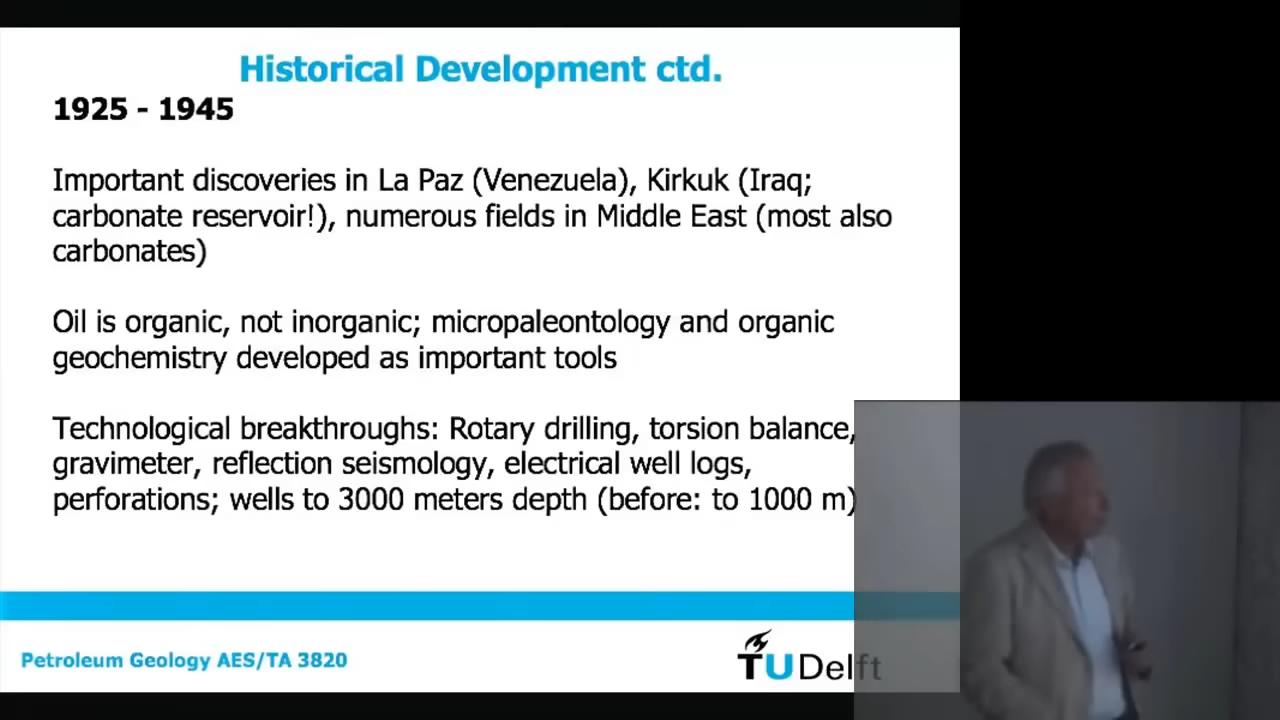 Historical Development ctd.
1925 - 1945
Important discoveries in La Paz (Venezuela), Kirkuk (Iraq;
carbonate reservoir!), numerous fields in Middle East (most also
carbonates)
Oil is organic, not inorganic; micropaleontology and organic
geochemistry developed as important tools
Technological breakthroughs: Rotary drilling, torsion balance,
gravimeter, reflection seismology, electrical well logs,
perforations; wells to 3000 meters depth (before: to 1000 m)
Petroleum Geology AES/TA 3820
TU Delft